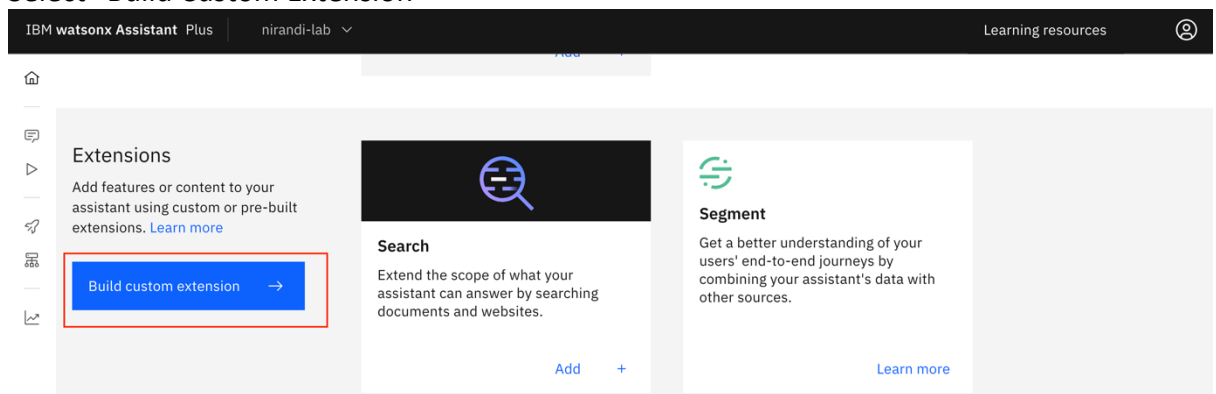 Select "Build Custom Extension"
IBM watsonx Assistant Plus nirandi-lab Learning resources
Add +
Extensions
Add features or content to your
assistant using custom or pre-built
extensions. Learn more
Build custom extension →
Search
Extend the scope of what your
assistant can answer by searching
documents and websites.
Add +
Segment
Get a better understanding of your
users' end-to-end journeys by
combining your assistant's data with
other sources.
Learn more